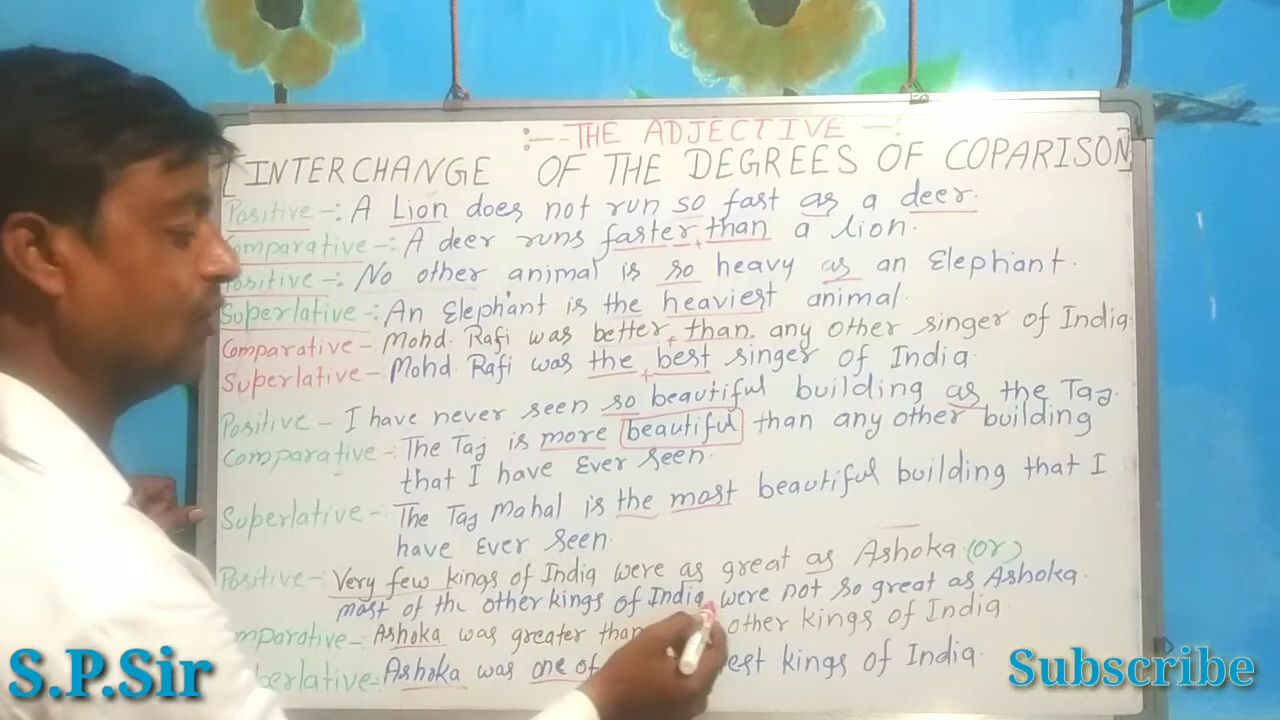 :— THE ADJECTIVE —:
[INTERCHANGE OF THE DEGREES OF COPARISON]
Positive -: A Lion does not run so fast as a deer.
Comparative -: A deer runs faster + than a lion.
Positive -: No other animal is so heavy as an Elephant.
Superlative -: An Elephant is the heaviest animal.
Comparative - Mohd. Rafi was better + than any other singer of India
Superlative - Mohd. Rafi was the + best singer of India.
Positive - I have never seen so beautiful building as the Taj.
Comparative - The Taj is more beautiful than any other building
that I have Ever seen.
Superlative - The Taj Mahal is the most beautiful building that I
have Ever seen.
Positive - Very few kings of India were as great as Ashoka (or)
most of the other kings of India were not so great as Ashoka.
mparative - Ashoka was greater than other kings of India.
perlative - Ashoka was one of est kings of India.
S.P.Sir
Subscribe